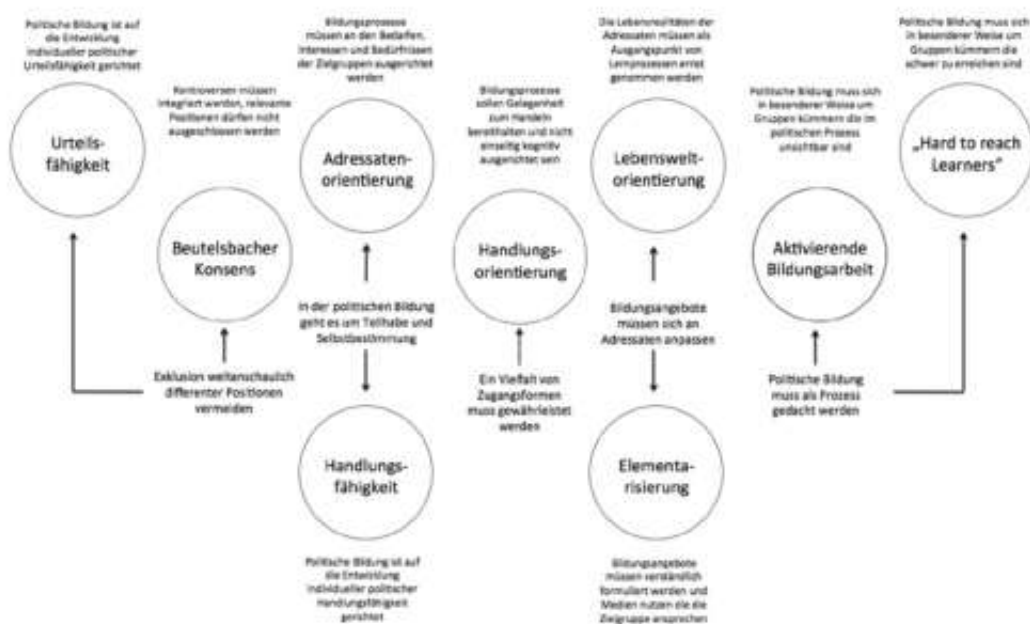 Politische Bildung ist auf
die Entwicklung
individueller politischer
Urteilsfähigkeit gerichtet
Urteils-
fähigkeit
Kontroversen müssen
integriert werden, relevante
Positionen dürfen nicht
ausgeschlossen werden
Beutelsbacher
Konsens
Exklusion weltanschaulich
differenter Positionen
vermeiden
Bildungsprozesse
müssen an den Bedarfen,
Interessen und Bedürfnissen
der Zielgruppen ausgerichtet
werden
Adressaten-
orientierung
In der politischen Bildung
geht es um Teilhabe und
Selbstbestimmung
Handlungs-
fähigkeit
Politische Bildung ist auf
die Entwicklung
individueller politischer
Handlungsfähigkeit
gerichtet
Bildungsprozesse
sollen Gelegenheit
zum Handeln
bereithalten und nicht
einseitig kognitiv
ausgerichtet sein
Handlungs-
orientierung
Ein Vielfalt von
Zugangsformen
muss gewährleistet
werden
Die Lebensrealitäten der
Adressaten müssen als
Ausgangspunkt von
Lernprozessen ernst
genommen werden
Lebenswelt-
orientierung
Bildungsangebote
müssen sich an
Adressaten anpassen
Elementa-
risierung
Bildungsangebote
müssen verständlich
formuliert werden und
Medien nutzen die die
Zielgruppe ansprechen
Politische Bildung muss sich
in besonderer Weise um
Gruppen kümmern die im
politischen Prozess
unsichtbar sind
Aktivierende
Bildungsarbeit
Politische Bildung
muss als Prozess
gedacht werden
Politische Bildung muss sich
in besonderer Weise um
Gruppen kümmern die
schwer zu erreichen sind
„Hard to reach
Learners“